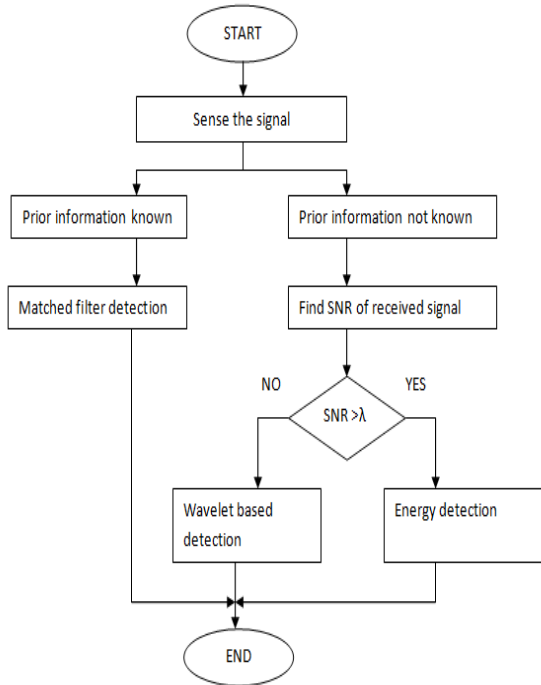 START
Sense the signal
Prior information known
Prior information not known
Matched filter detection
Find SNR of received signal
NO
YES
SNR >λ
Wavelet based
detection
Energy detection
END